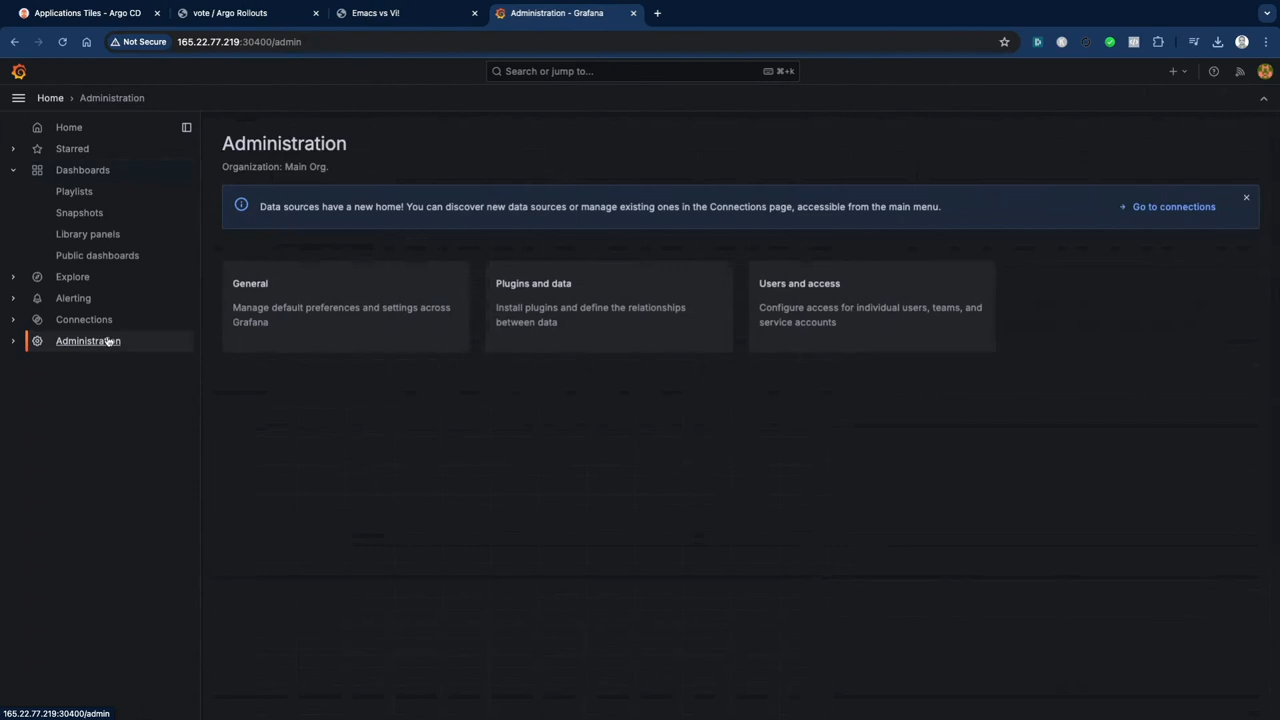 Applications Tiles - Argo CD
vote / Argo Rollouts
Emacs vs Vi!
Administration - Grafana
Not Secure
165.22.77.219:30400/admin
Search or jump to...
⌘+k
Home > Administration
Home
Starred
Dashboards
Playlists
Snapshots
Library panels
Public dashboards
Explore
Alerting
Connections
Administration
Administration
Organization: Main Org.
Data sources have a new home! You can discover new data sources or manage existing ones in the Connections page, accessible from the main menu.
Go to connections
General
Manage default preferences and settings across
Grafana
Plugins and data
Install plugins and define the relationships
between data
Users and access
Configure access for individual users, teams, and
service accounts
165.22.77.219:30400/admin